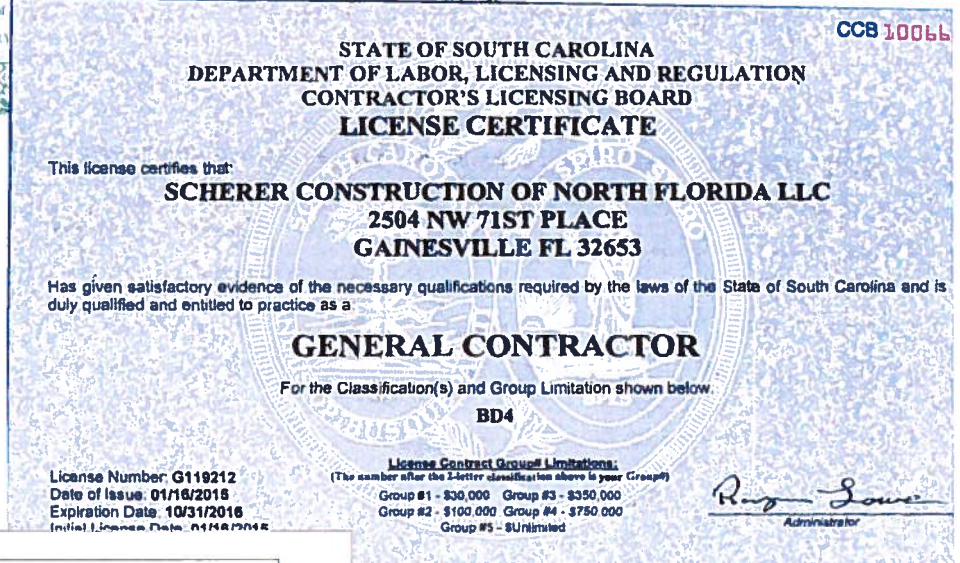 CCB 10066
STATE OF SOUTH CAROLINA
DEPARTMENT OF LABOR, LICENSING AND REGULATION
CONTRACTOR'S LICENSING BOARD
LICENSE CERTIFICATE
This license certifies that:
SCHERER CONSTRUCTION OF NORTH FLORIDA LLC
2504 NW 71ST PLACE
GAINESVILLE FL 32653
Has given satisfactory evidence of the necessary qualifications required by the laws of the State of South Carolina and is
duly qualified and entitled to practice as a:
GENERAL CONTRACTOR
For the Classification(s) and Group Limitation shown below.
BD4
License Number: G119212
Date of Issue: 01/16/2016
Expiration Date: 10/31/2016
Initial License Date:
License Contract Group# Limitations:
(The number after the 2-letter classification above is your Group#)
Group #1 - $30,000 Group #3 - $350,000
Group #2 - $100,000 Group #4 - $750,000
Group #5 - $Unlimited
Administrator